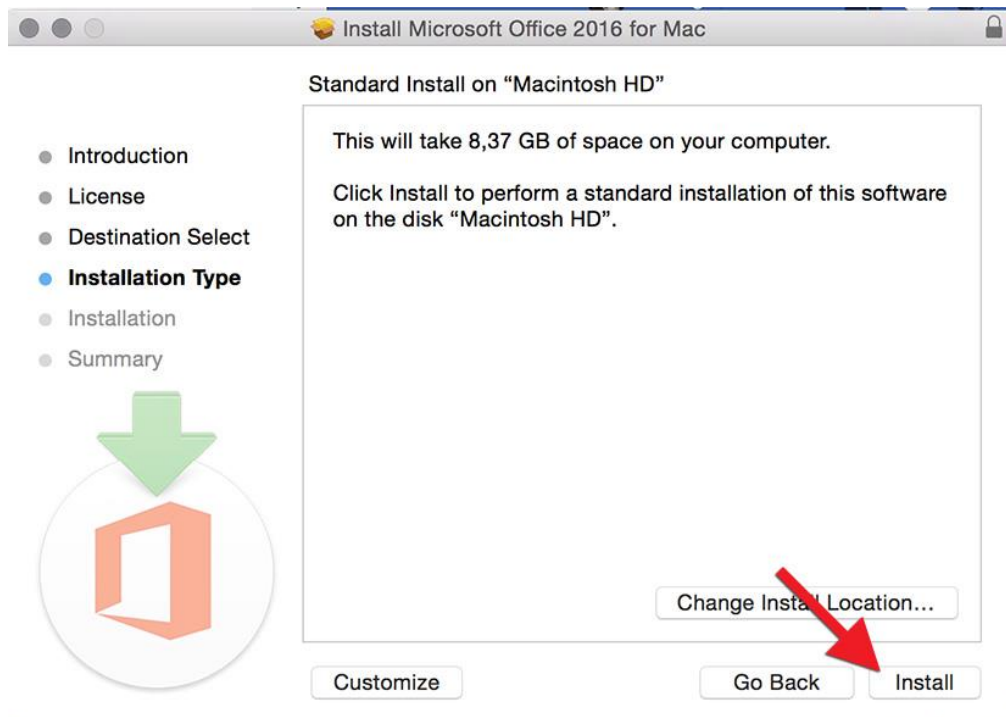 Install Microsoft Office 2016 for Mac
Standard Install on “Macintosh HD”
Introduction
License
Destination Select
Installation Type
Installation
Summary
This will take 8,37 GB of space on your computer.
Click Install to perform a standard installation of this software
on the disk “Macintosh HD”.
Change Install Location...
Customize
Go Back
Install